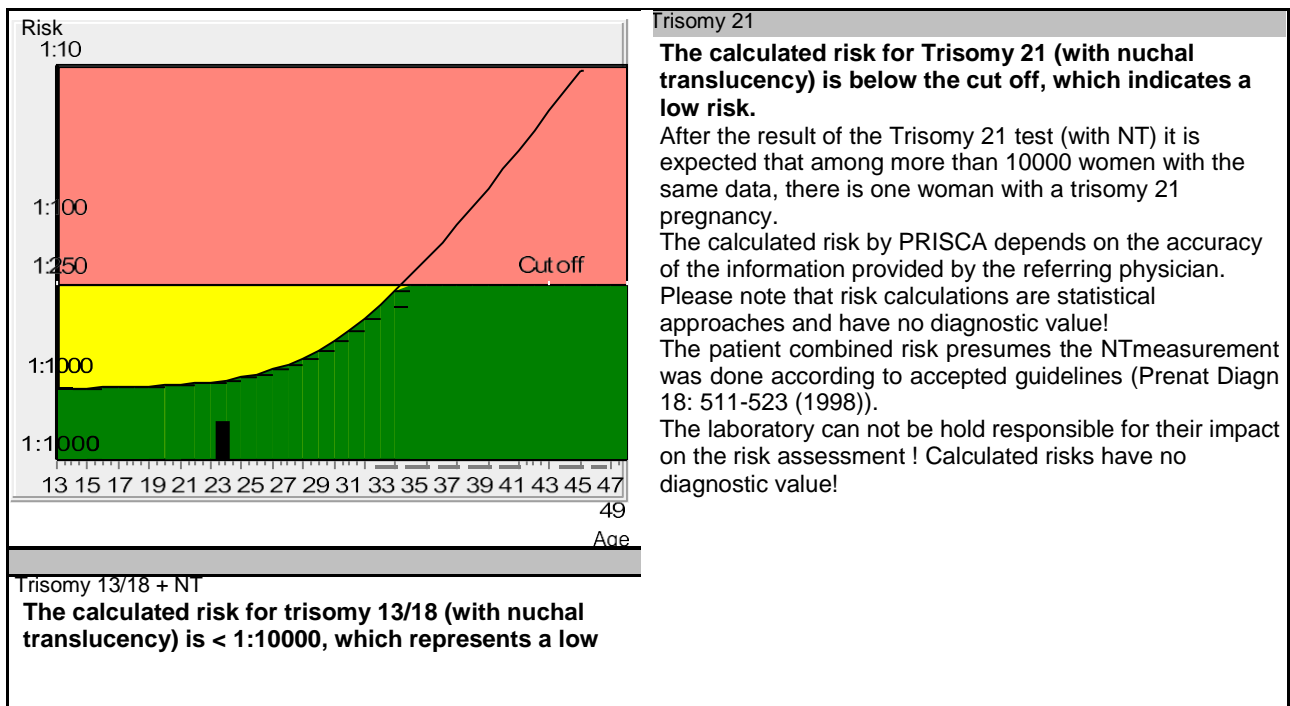 Risk
1:10
1:100
1:250
Cut off
1:1000
1:1000
13 15 17 19 21 23 25 27 29 31 33 35 37 39 41 43 45 47
49
Age
Trisomy 13/18 + NT
The calculated risk for trisomy 13/18 (with nuchal
translucency) is < 1:10000, which represents a low
Trisomy 21
The calculated risk for Trisomy 21 (with nuchal
translucency) is below the cut off, which indicates a
low risk.
After the result of the Trisomy 21 test (with NT) it is
expected that among more than 10000 women with the
same data, there is one woman with a trisomy 21
pregnancy.
The calculated risk by PRISCA depends on the accuracy
of the information provided by the referring physician.
Please note that risk calculations are statistical
approaches and have no diagnostic value!
The patient combined risk presumes the NTmeasurement
was done according to accepted guidelines (Prenat Diagn
18: 511-523 (1998)).
The laboratory can not be hold responsible for their impact
on the risk assessment ! Calculated risks have no
diagnostic value!